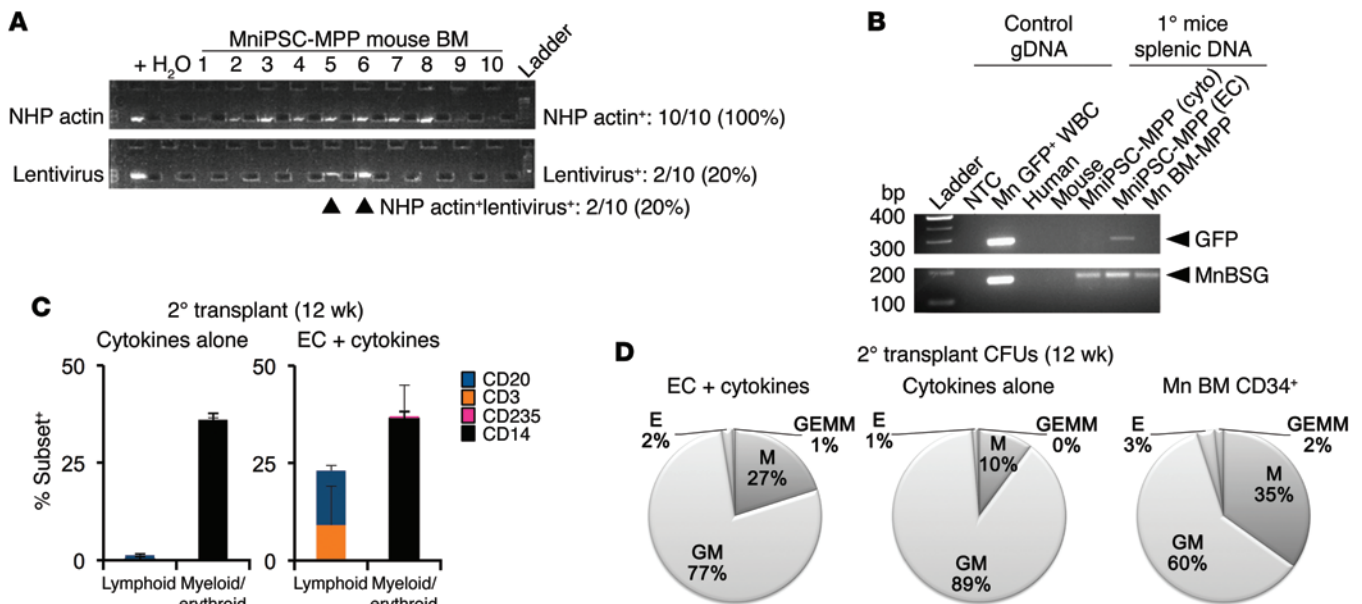 A
MniPSC-MPP mouse BM
+ H2O 1 2 3 4 5 6 7 8 9 10 Ladder
NHP actin
NHP actin+: 10/10 (100%)
Lentivirus
Lentivirus+: 2/10 (20%)
▲ ▲ NHP actin+lentivirus+: 2/10 (20%)
B
Control gDNA
1° mice splenic DNA
bp
Ladder
NTC
Mn GFP+ WBC
Human
Mouse
MniPSC-MPP (cyto)
MniPSC-MPP (EC)
Mn BM-MPP
400
300
GFP
200
100
MnBSG
C
2° transplant (12 wk)
Cytokines alone
EC + cytokines
% Subset+
50
25
0
50
25
0
Lymphoid
Myeloid/
erythroid
Lymphoid
Myeloid/
erythroid
CD20
CD3
CD235
CD14
D
2° transplant CFUs (12 wk)
EC + cytokines
E
2%
GEMM
1%
M
27%
GM
77%
Cytokines alone
E
1%
GEMM
0%
M
10%
GM
89%
Mn BM CD34+
E
3%
GEMM
2%
M
35%
GM
60%